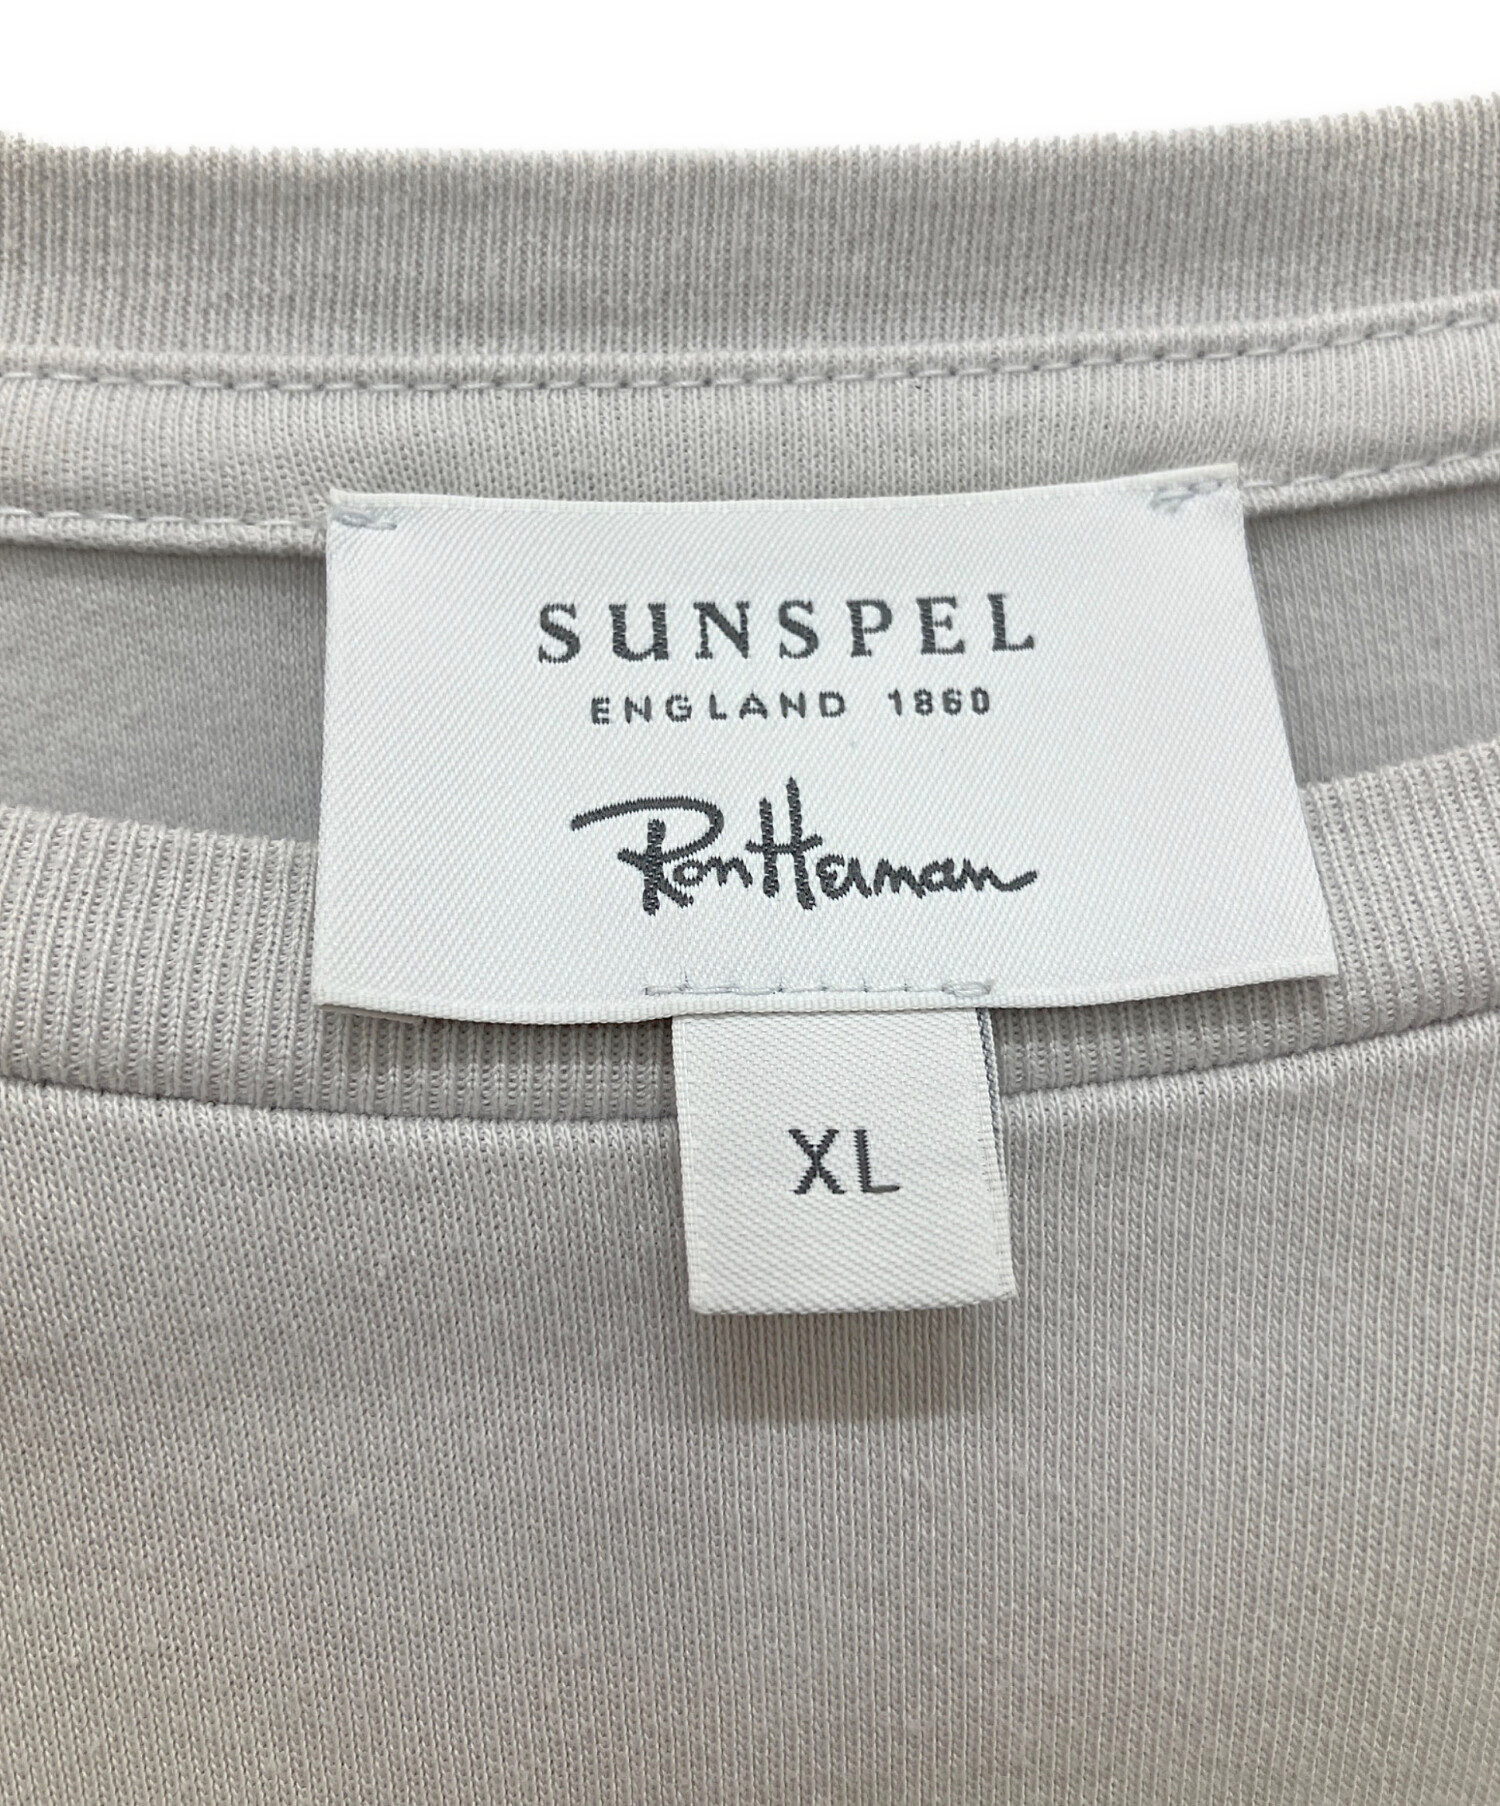 SUNSPEL
ENGLAND 1860
Ron Herman
XL